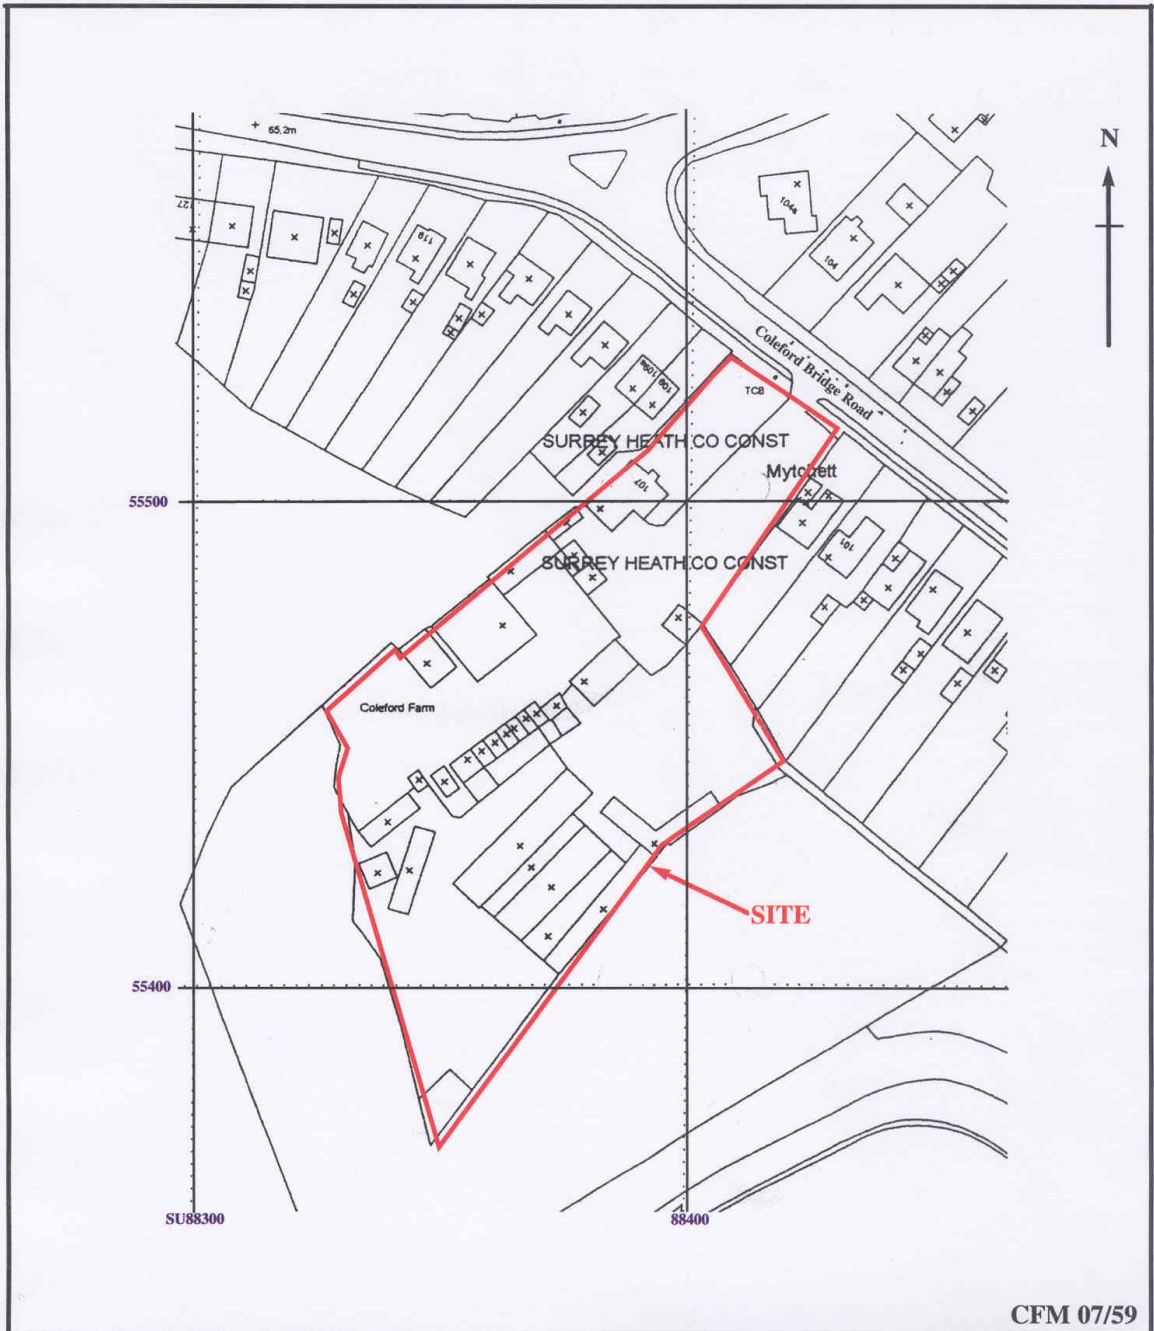 65.2m
N
127
119
104a
104
Coleford Bridge Road
109 109a
TCB
SURREY HEATH CO CONST
Mytchett
107
55500
101
SURREY HEATH CO CONST
Coleford Farm
SITE
55400
SU88300
88400
CFM 07/59